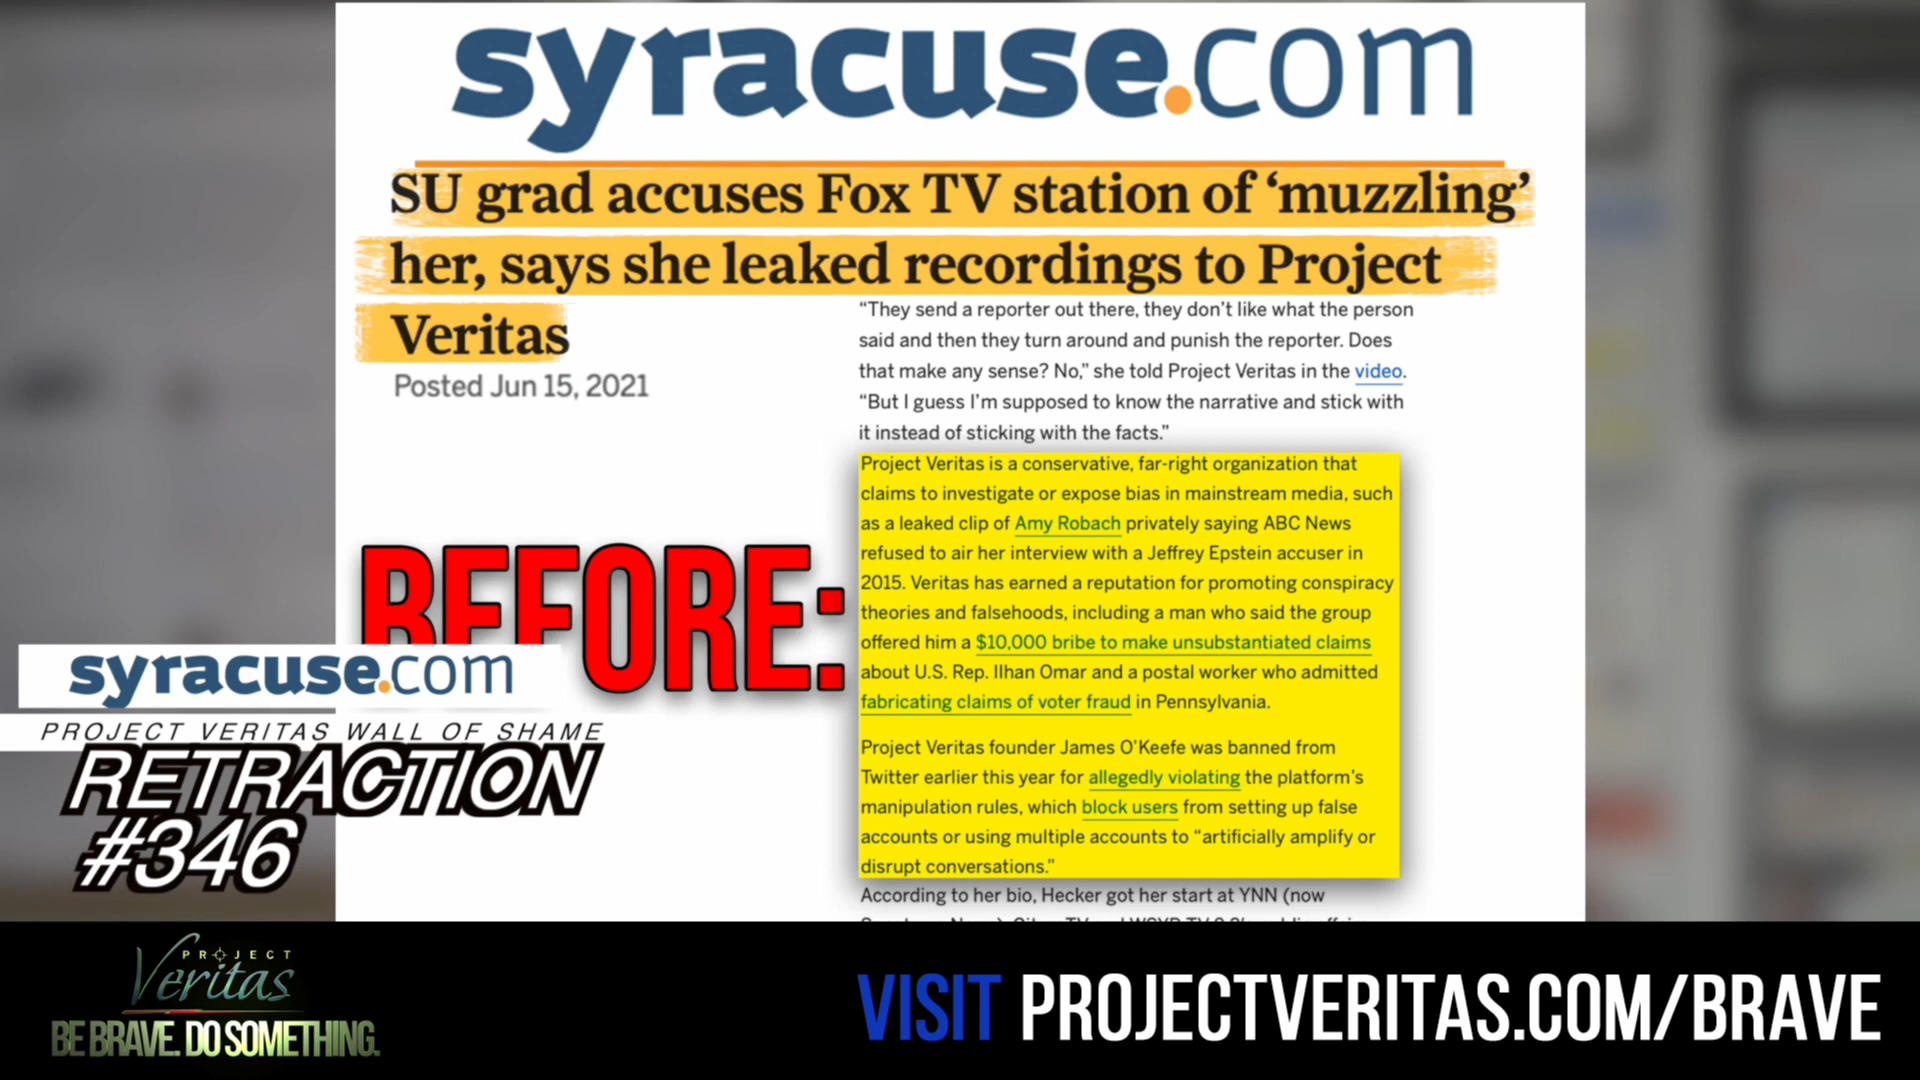 syracuse.com
SU grad accuses Fox TV station of ‘muzzling’
her, says she leaked recordings to Project
Veritas
Posted Jun 15, 2021
“They send a reporter out there, they don’t like what the person
said and then they turn around and punish the reporter. Does
that make any sense? No,” she told Project Veritas in the video.
“But I guess I’m supposed to know the narrative and stick with
it instead of sticking with the facts.”
Project Veritas is a conservative, far-right organization that
claims to investigate or expose bias in mainstream media, such
as a leaked clip of Amy Robach privately saying ABC News
refused to air her interview with a Jeffrey Epstein accuser in
2015. Veritas has earned a reputation for promoting conspiracy
theories and falsehoods, including a man who said the group
offered him a $10,000 bribe to make unsubstantiated claims
about U.S. Rep. Ilhan Omar and a postal worker who admitted
fabricating claims of voter fraud in Pennsylvania.
Project Veritas founder James O’Keefe was banned from
Twitter earlier this year for allegedly violating the platform’s
manipulation rules, which block users from setting up false
accounts or using multiple accounts to “artificially amplify or
disrupt conversations.”
According to her bio, Hecker got her start at YNN (now
BEFORE:
syracuse.com
PROJECT VERITAS WALL OF SHAME
RETRACTION
#346
PROJECT
Veritas
BE BRAVE. DO SOMETHING.
VISIT PROJECTVERITAS.COM/BRAVE